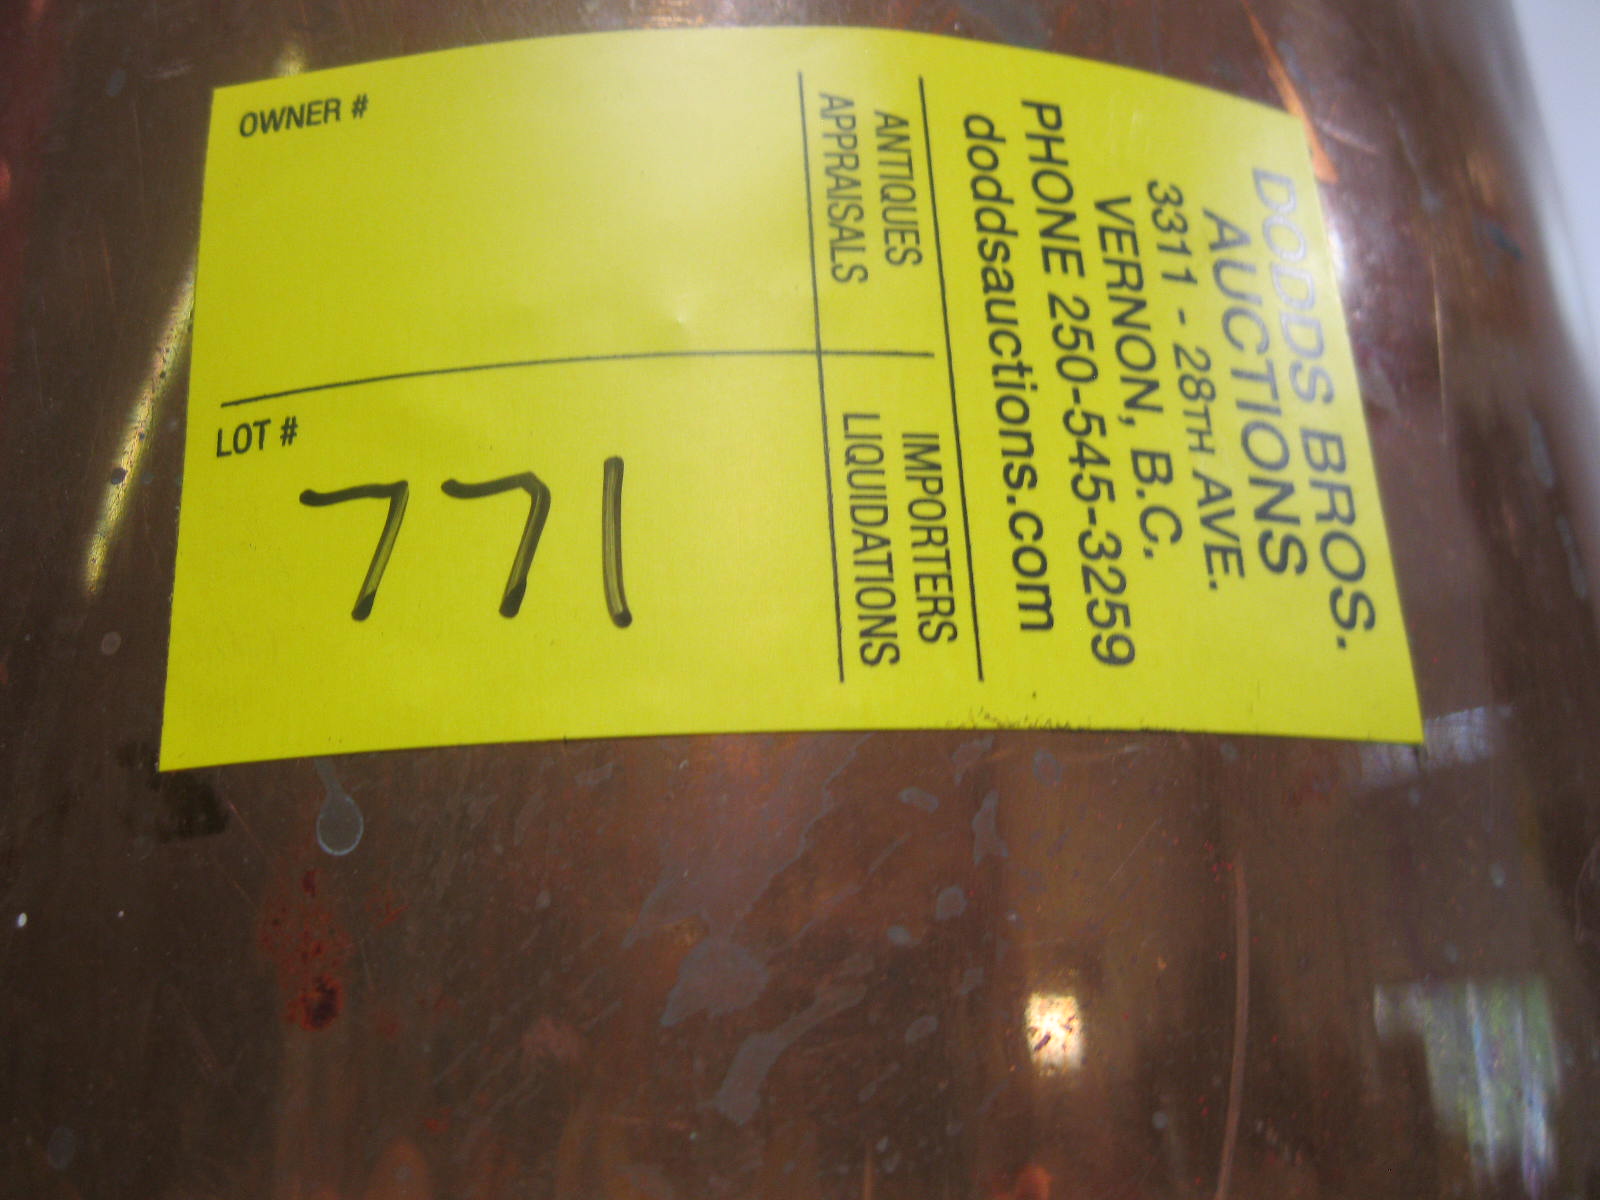 DODDS BROS.
AUCTIONS
3311 - 28TH AVE.
VERNON, B.C.
PHONE 250-545-3259
doddsauctions.com
ANTIQUES IMPORTERS
APPRAISALS LIQUIDATIONS
OWNER #
LOT #
771